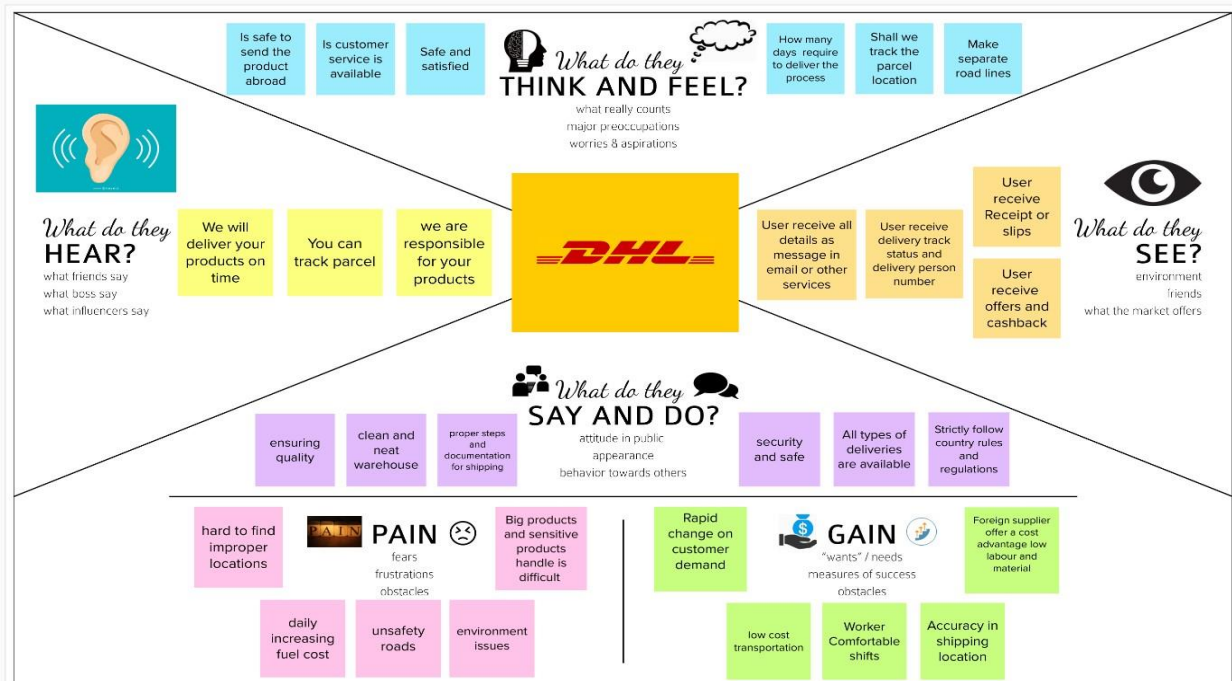 Is safe to
send the
product
abroad
Is customer
service is
available
Safe and
satisfied
What do they
THINK AND FEEL?
what really counts
major preoccupations
worries & aspirations
How many
days require
to deliver the
process
Shall we
track the
parcel
location
Make
separate
road lines
What do they
HEAR?
what friends say
what boss say
what influencers say
We will
deliver your
products on
time
You can
track parcel
we are
responsible
for your
products
DHL
User receive all
details as
message in
email or other
services
User receive
delivery track
status and
delivery person
number
User
receive
Receipt or
slips
User
receive
offers and
cashback
What do they
SEE?
environment
friends
what the market offers
What do they
SAY AND DO?
attitude in public
appearance
behavior towards others
ensuring
quality
clean and
neat
warehouse
proper steps
and
documentation
for shipping
security
and safe
All types of
deliveries
are available
Strictly follow
country rules
and
regulations
hard to find
improper
locations
PAIN
PAIN
fears
frustrations
obstacles
Big products
and sensitive
products
handle is
difficult
daily
increasing
fuel cost
unsafety
roads
environment
issues
Rapid
change on
customer
demand
GAIN
"wants" / needs
measures of success
obstacles
Foreign supplier
offer a cost
advantage low
labour and
material
low cost
transportation
Worker
Comfortable
shifts
Accuracy in
shipping
location